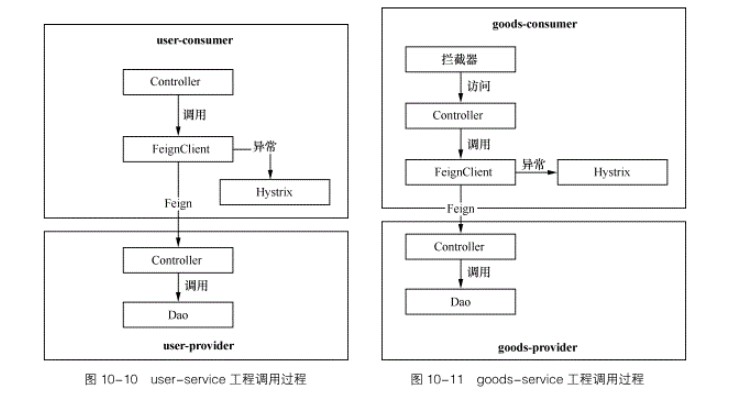 user-consumer
Controller
调用
FeignClient
异常
Hystrix
Feign
Controller
调用
Dao
user-provider
图 10-10 user-service 工程调用过程
goods-consumer
拦截器
访问
Controller
调用
FeignClient
异常
Hystrix
Feign
Controller
调用
Dao
goods-provider
图 10-11 goods-service 工程调用过程